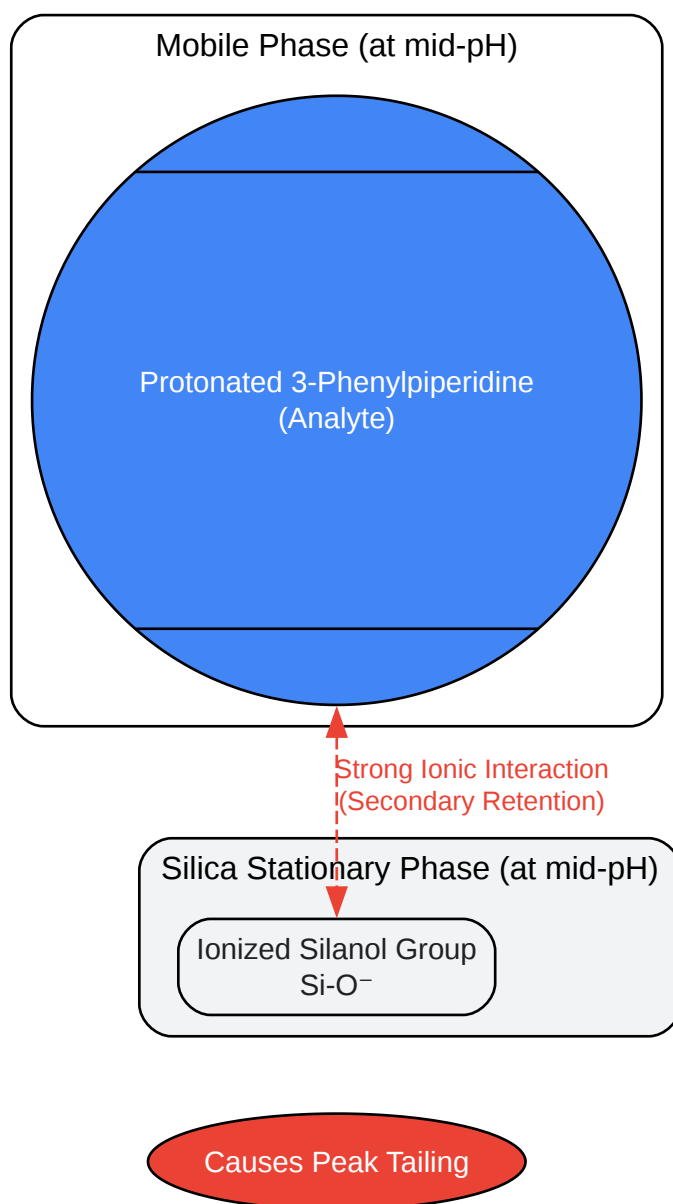 Mobile Phase (at mid-pH)
Protonated 3-Phenylpiperidine
(Analyte)
Strong Ionic Interaction
(Secondary Retention)
Silica Stationary Phase (at mid-pH)
Ionized Silanol Group
Si-O⁻
Causes Peak Tailing